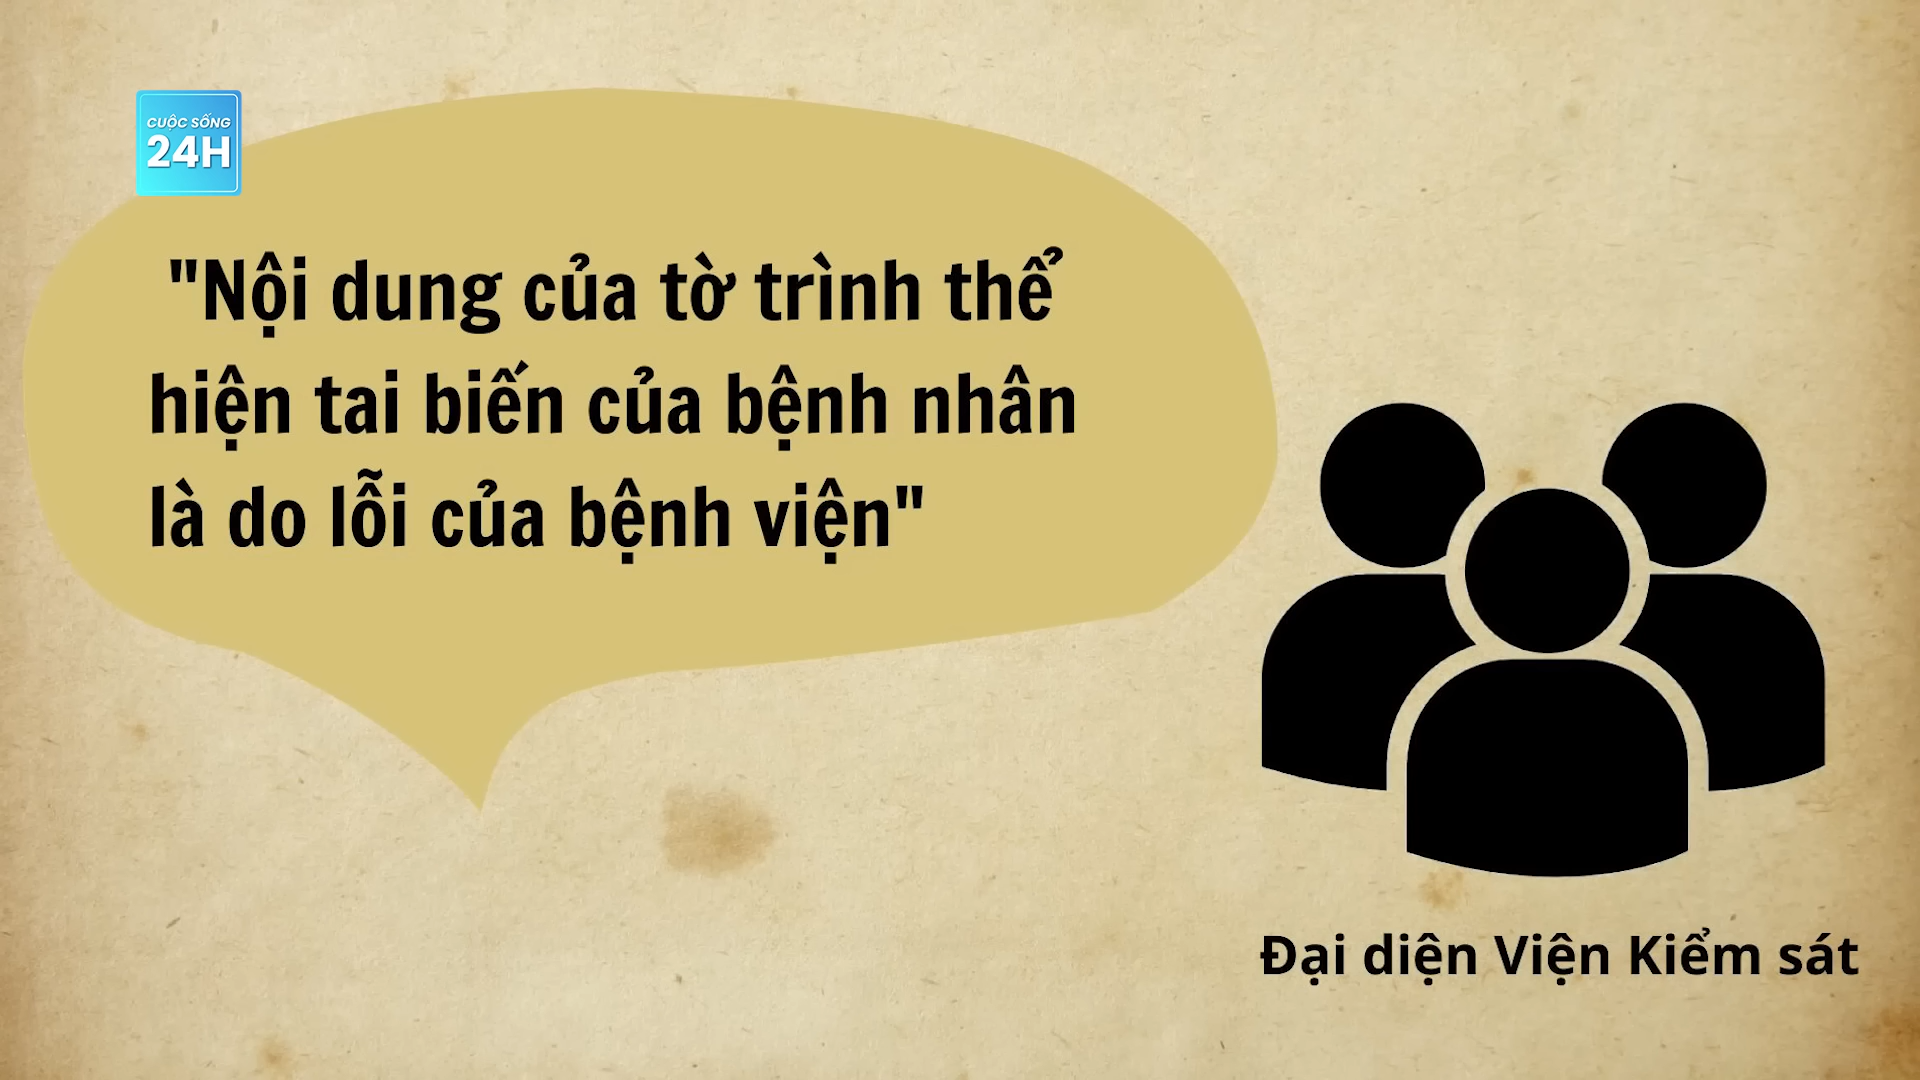 CUỘC SỐNG
24H
"Nội dung của tờ trình thể
hiện tai biến của bệnh nhân
là do lỗi của bệnh viện"
Đại diện Viện Kiểm sát